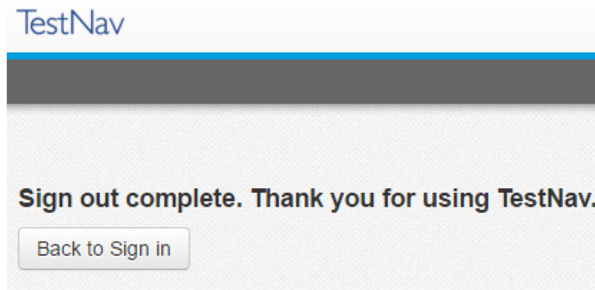 TestNav
Sign out complete. Thank you for using TestNav.
Back to Sign in